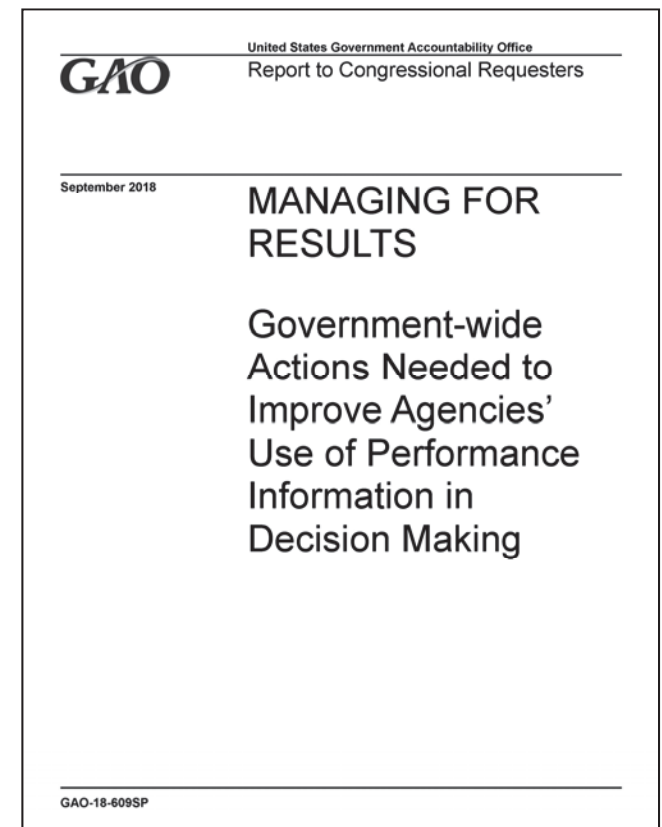 United States Government Accountability Office
GAO
Report to Congressional Requesters
September 2018
MANAGING FOR
RESULTS
Government-wide
Actions Needed to
Improve Agencies’
Use of Performance
Information in
Decision Making
GAO-18-609SP